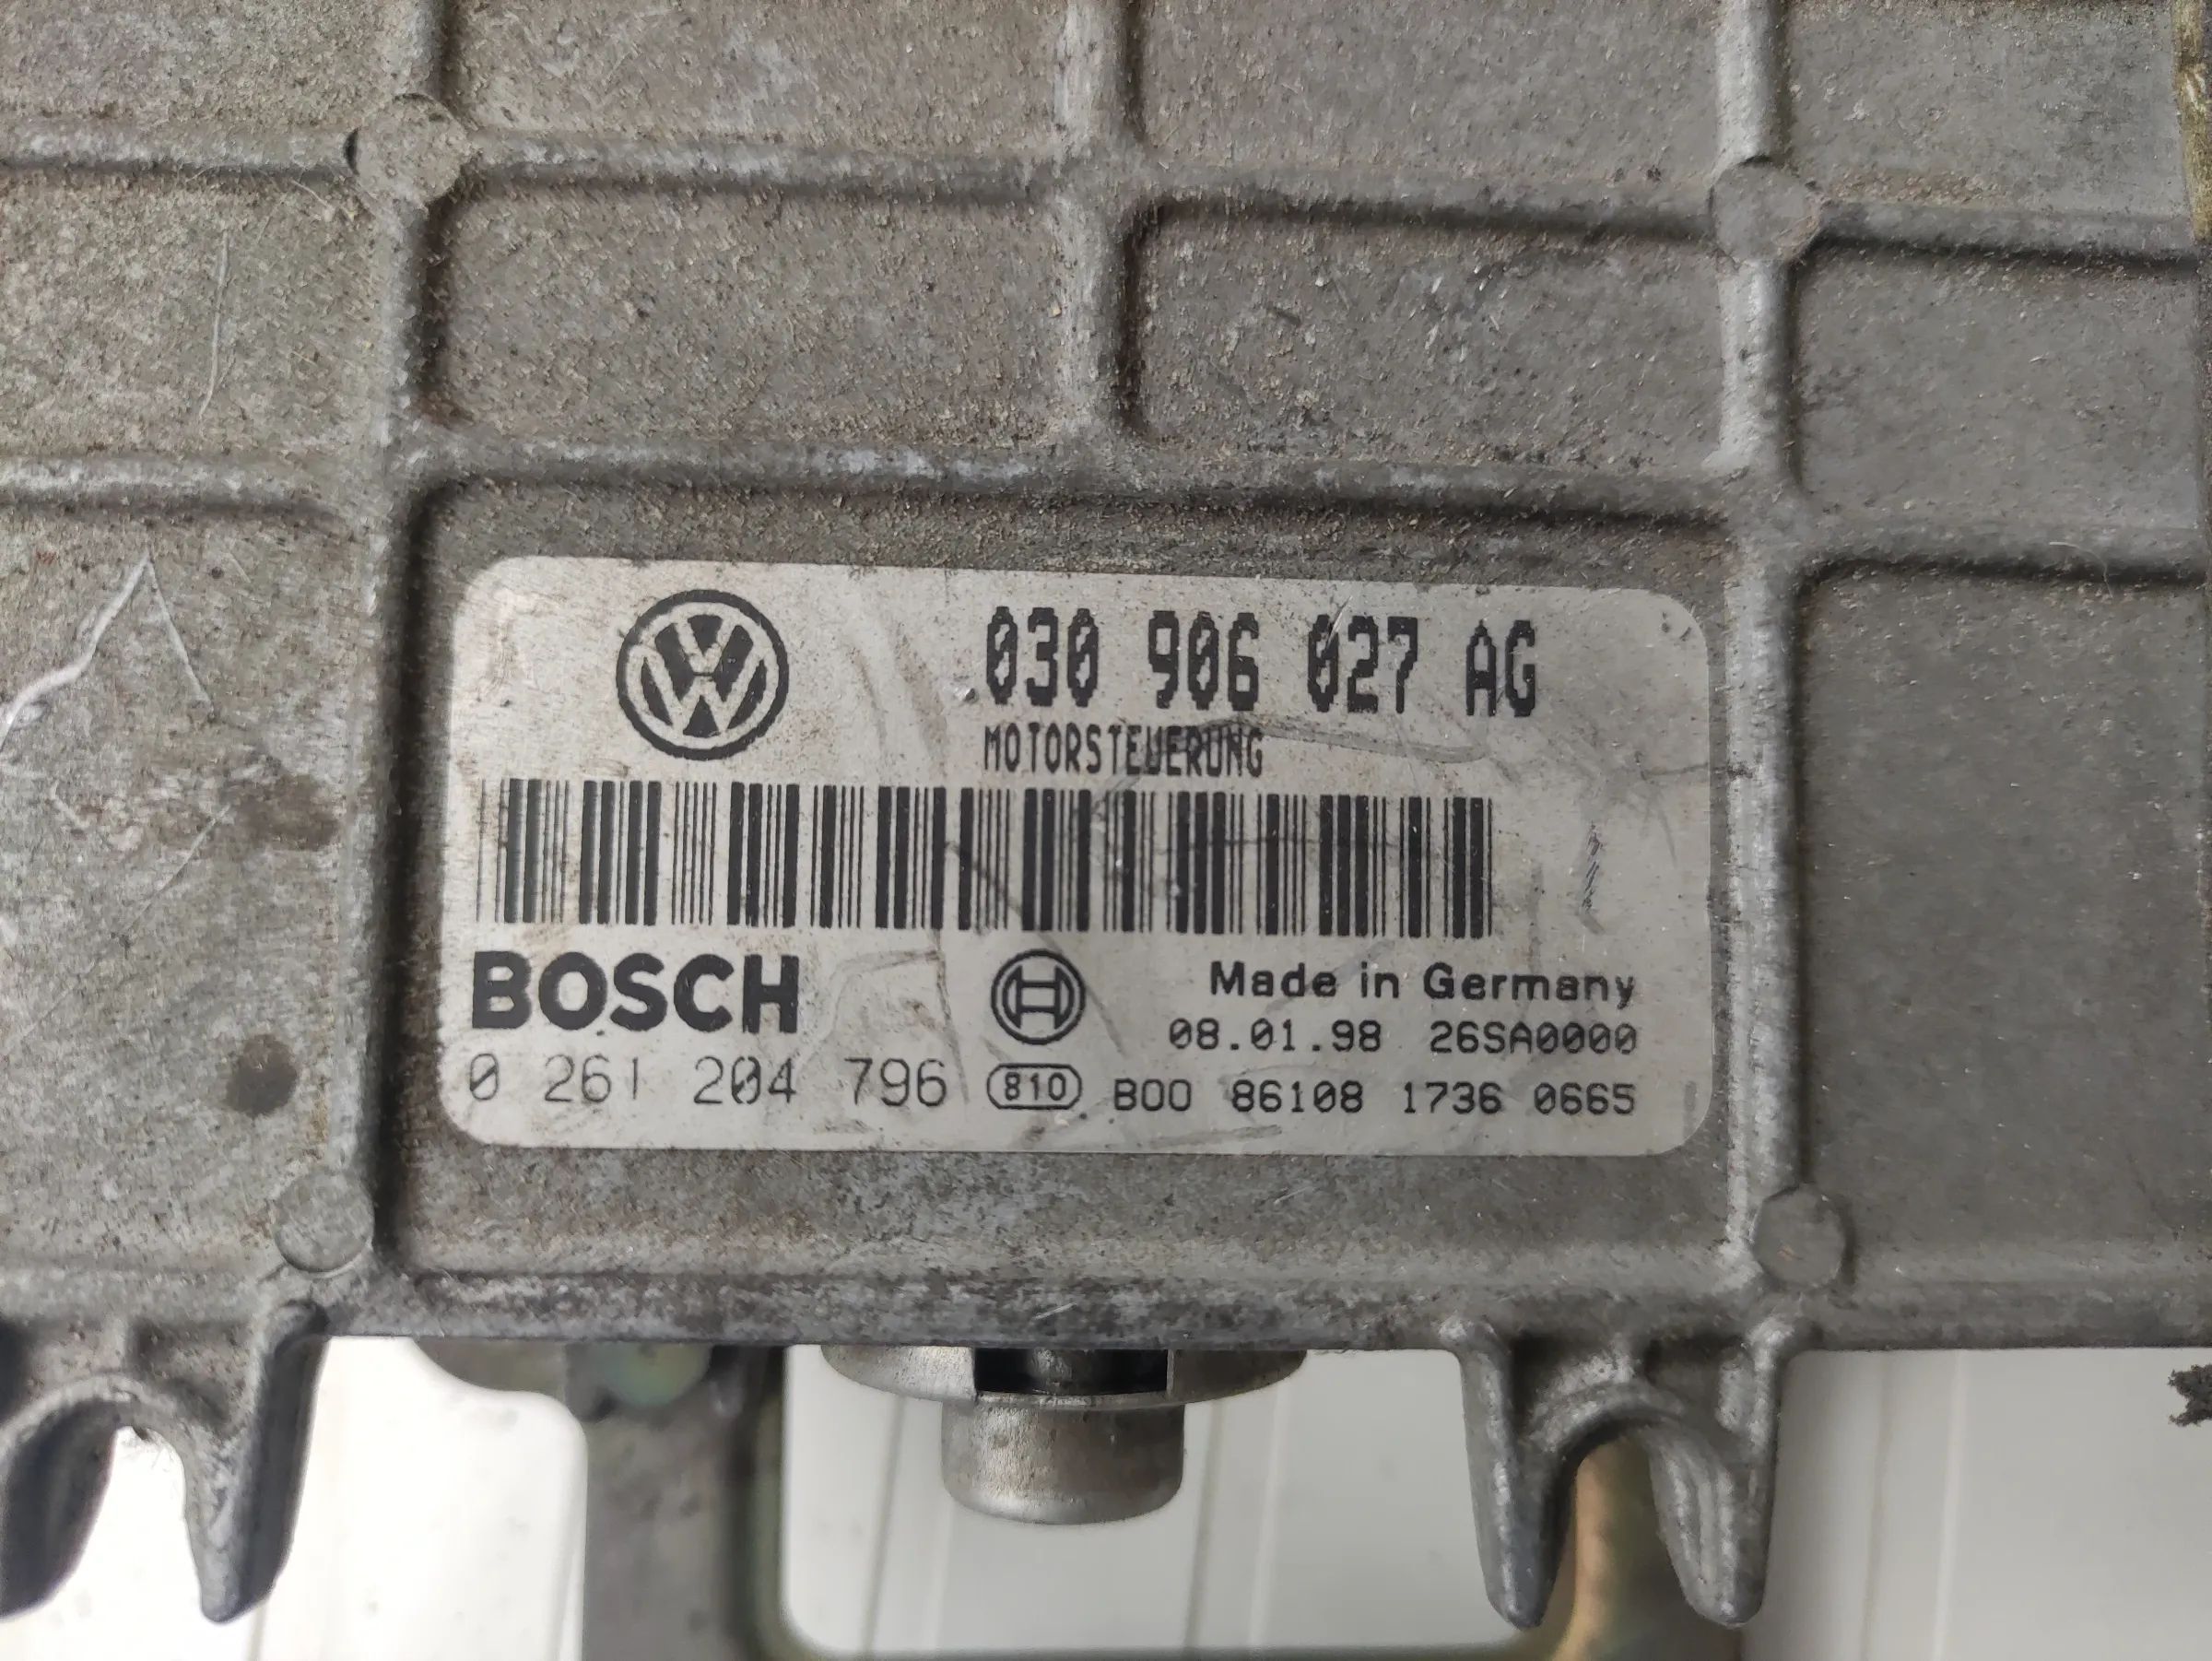 030 906 027 AG
MOTORSTEUERUNG
BOSCH
Made in Germany
08.01.98 26SA0000
0 261 204 796 810 B00 86108 1736 0665